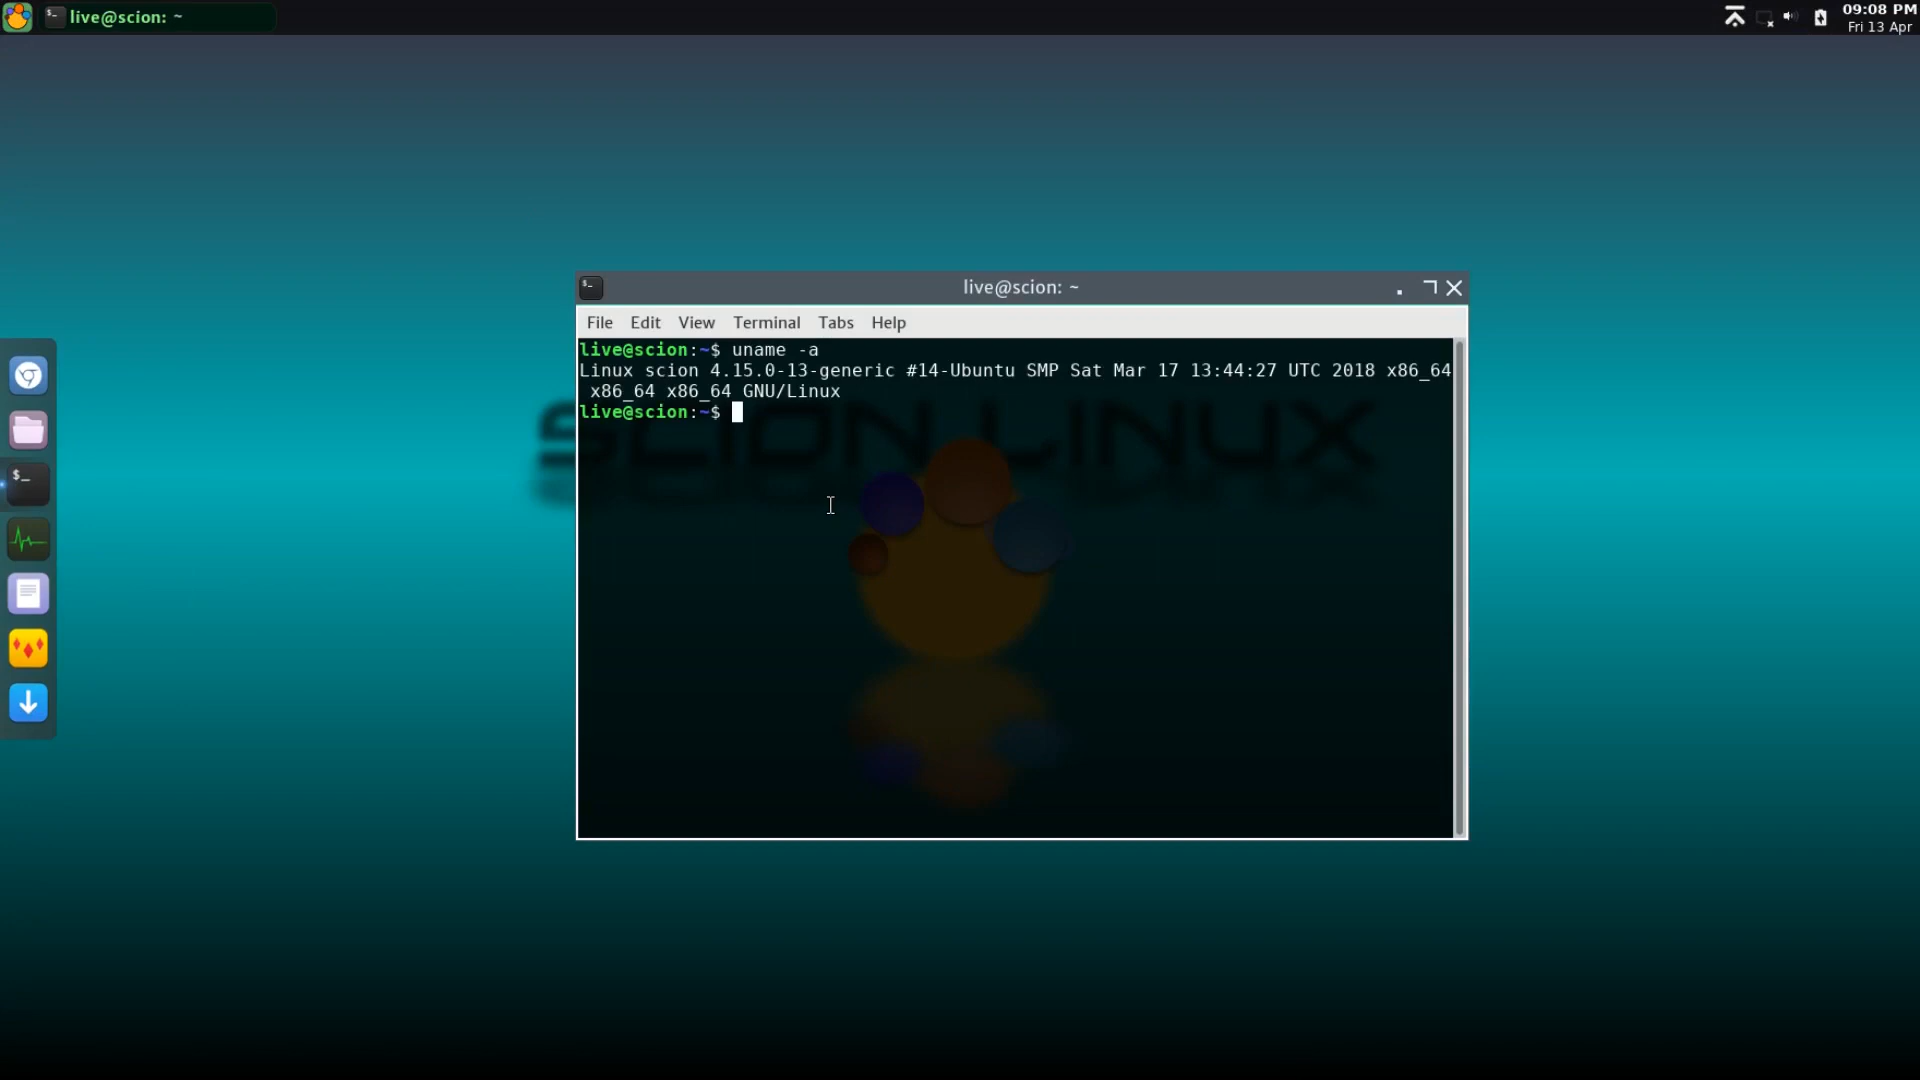 live@scion: ~
09:08 PM
Fri 13 Apr
live@scion: ~
File Edit View Terminal Tabs Help
live@scion:~$ uname -a
Linux scion 4.15.0-13-generic #14-Ubuntu SMP Sat Mar 17 13:44:27 UTC 2018 x86_64
x86_64 x86_64 GNU/Linux
live@scion:~$
SCION LINUX